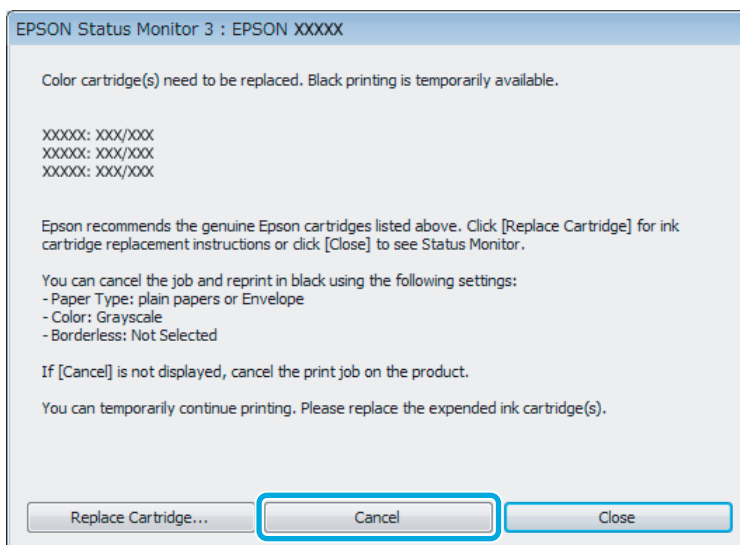 EPSON Status Monitor 3 : EPSON XXXXX
Color cartridge(s) need to be replaced. Black printing is temporarily available.
XXXXX: XXX/XXX
XXXXX: XXX/XXX
XXXXX: XXX/XXX
Epson recommends the genuine Epson cartridges listed above. Click [Replace Cartridge] for ink
cartridge replacement instructions or click [Close] to see Status Monitor.
You can cancel the job and reprint in black using the following settings:
- Paper Type: plain papers or Envelope
- Color: Grayscale
- Borderless: Not Selected
If [Cancel] is not displayed, cancel the print job on the product.
You can temporarily continue printing. Please replace the expended ink cartridge(s).
Replace Cartridge... Cancel Close